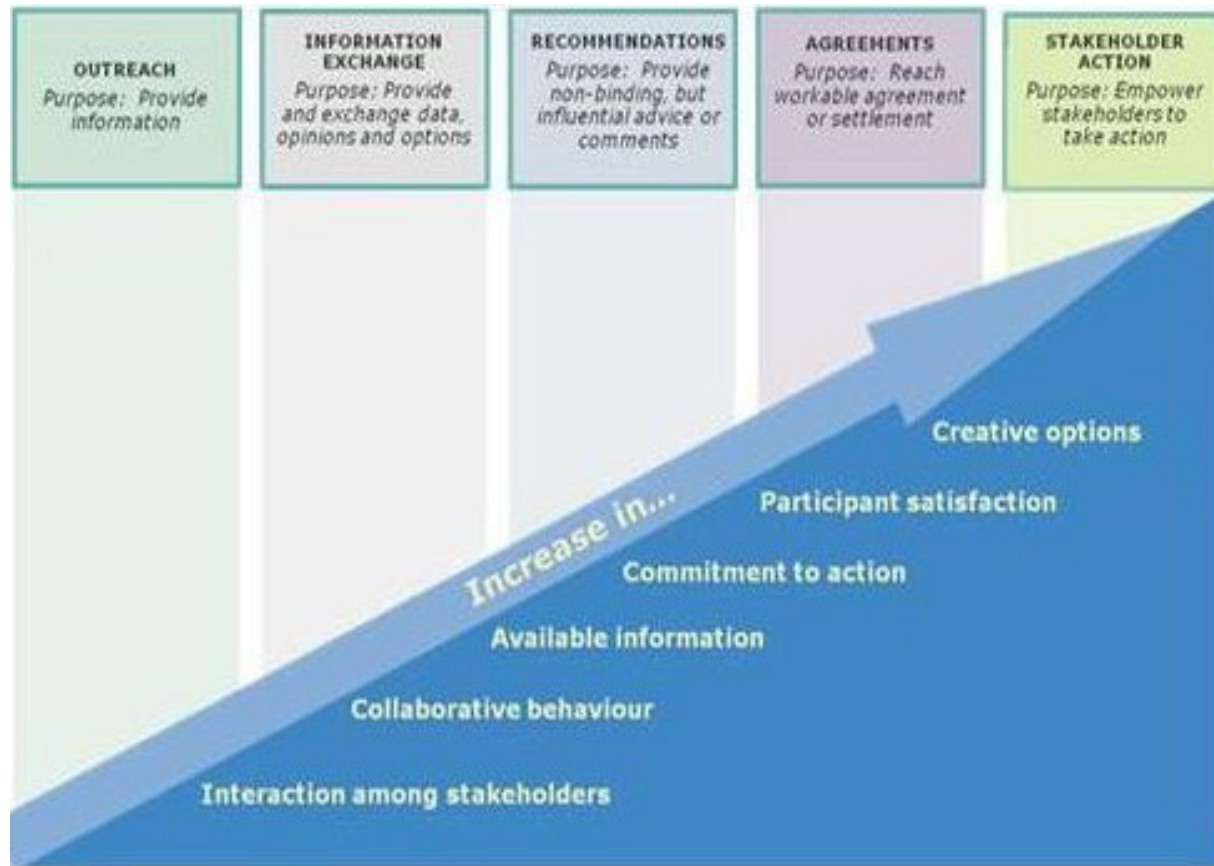 OUTREACH
Purpose: Provide
information
INFORMATION
EXCHANGE
Purpose: Provide
and exchange data,
opinions and options
RECOMMENDATIONS
Purpose: Provide
non-binding, but
influential advice or
comments
AGREEMENTS
Purpose: Reach
workable agreement
or settlement
STAKEHOLDER
ACTION
Purpose: Empower
stakeholders to
take action
Increase in...
Creative options
Participant satisfaction
Commitment to action
Available information
Collaborative behaviour
Interaction among stakeholders